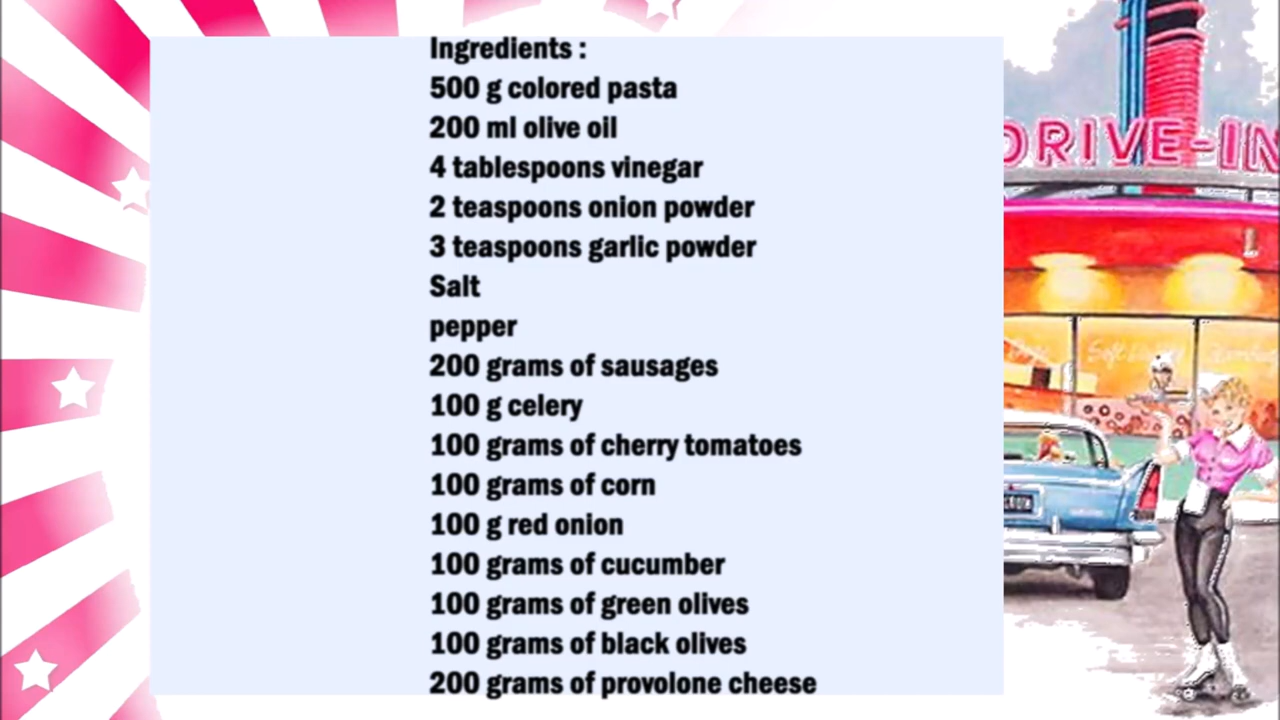 Ingredients :
500 g colored pasta
200 ml olive oil
4 tablespoons vinegar
2 teaspoons onion powder
3 teaspoons garlic powder
Salt
pepper
200 grams of sausages
100 g celery
100 grams of cherry tomatoes
100 grams of corn
100 g red onion
100 grams of cucumber
100 grams of green olives
100 grams of black olives
200 grams of provolone cheese
DRIVE-IN